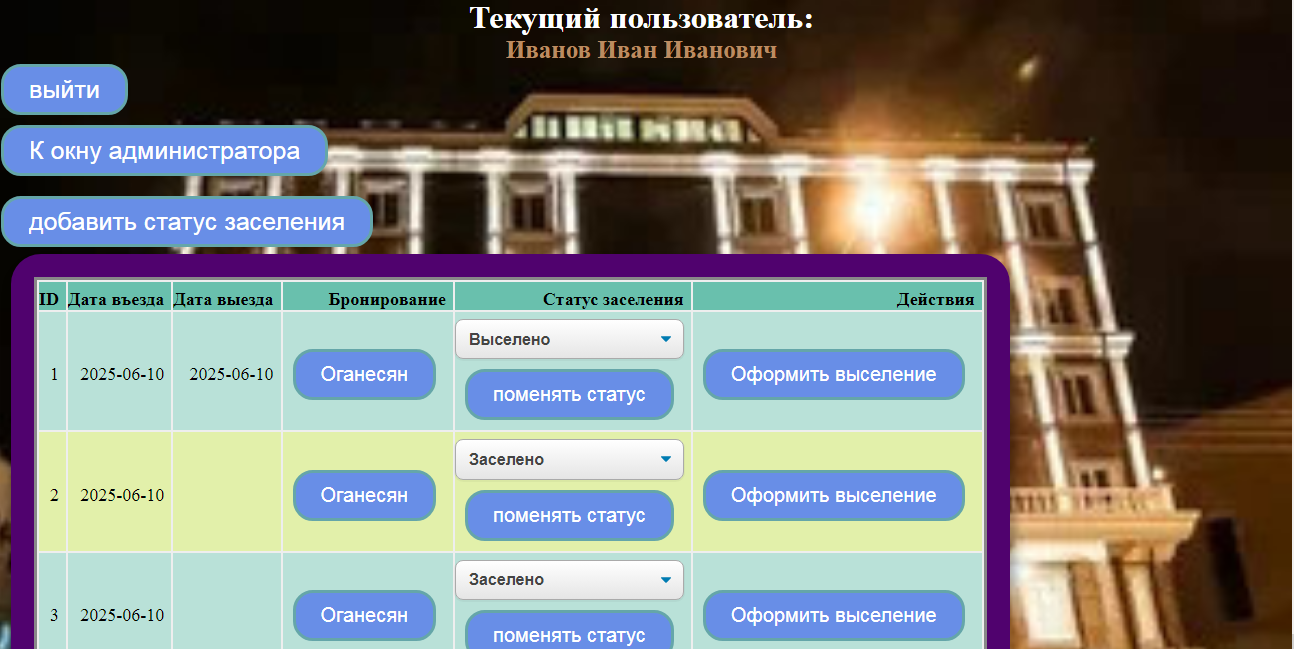 Текущий пользователь:
Иванов Иван Иванович
выйти
К окну администратора
добавить статус заселения
ID Дата въезда Дата выезда Бронирование Статус заселения Действия
Выселено
1 2025-06-10 2025-06-10 Оганесян Оформить выселение
поменять статус
Заселено
2 2025-06-10 Оганесян Оформить выселение
поменять статус
Заселено
3 2025-06-10 Оганесян Оформить выселение
поменять статус